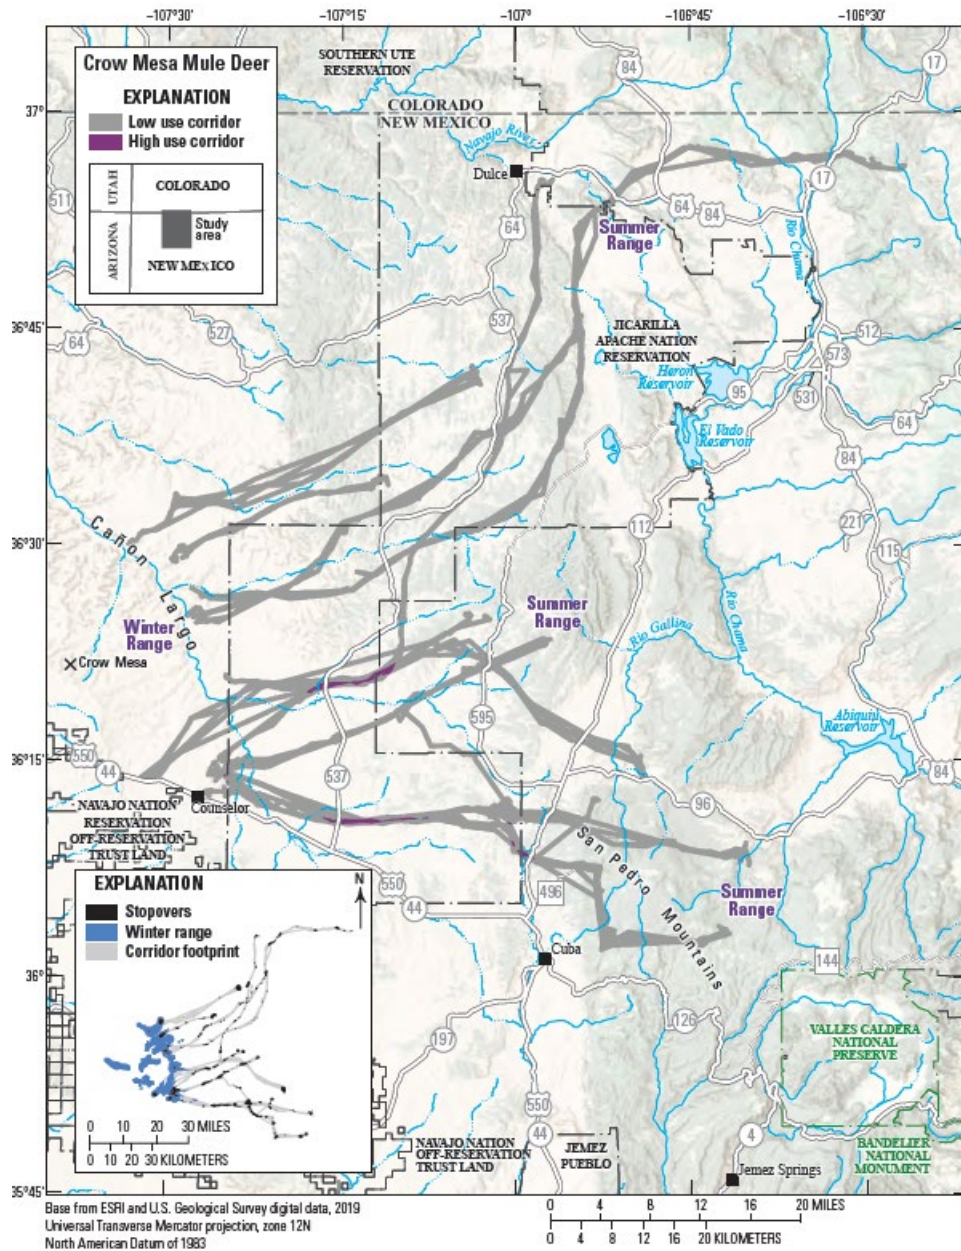 −107°30′
−107°15′
−107°
−106°45′
−106°30′
Crow Mesa Mule Deer
EXPLANATION
Low use corridor
High use corridor
UTAH
COLORADO
ARIZONA
NEW MEXICO
Study
area
SOUTHERN UTE
RESERVATION
84
17
37°
COLORADO
NEW MEXICO
Navajo River
Dulce
511
64
64
84
17
Summer
Range
Rio Chama
36°45′
64
527
537
JICARILLA
APACHE NATION
RESERVATION
Heron
Reservoir
95
512
573
531
64
El Vado
Reservoir
84
36°30′
Cañon Largo
112
221
115
Winter
Range
Summer
Range
Rio Gallina
Rio Chama
Crow Mesa
595
Abiquiu
Reservoir
36°15′
550
44
537
84
Counselor
96
NAVAJO NATION
RESERVATION
OFF-RESERVATION
TRUST LAND
San Pedro Mountains
550
44
496
Summer
Range
EXPLANATION
Stopovers
Winter range
Corridor footprint
N
0 10 20 30 MILES
0 10 20 30 KILOMETERS
Cuba
36°
144
126
197
VALLES CALDERA
NATIONAL
PRESERVE
550
44
4
NAVAJO NATION
OFF-RESERVATION
TRUST LAND
JEMEZ
PUEBLO
BANDELIER
NATIONAL
MONUMENT
Jemez Springs
35°45′
Base from ESRI and U.S. Geological Survey digital data, 2019
Universal Transverse Mercator projection, zone 12N
North American Datum of 1983
0 4 8 12 16 20 MILES
0 4 8 12 16 20 KILOMETERS